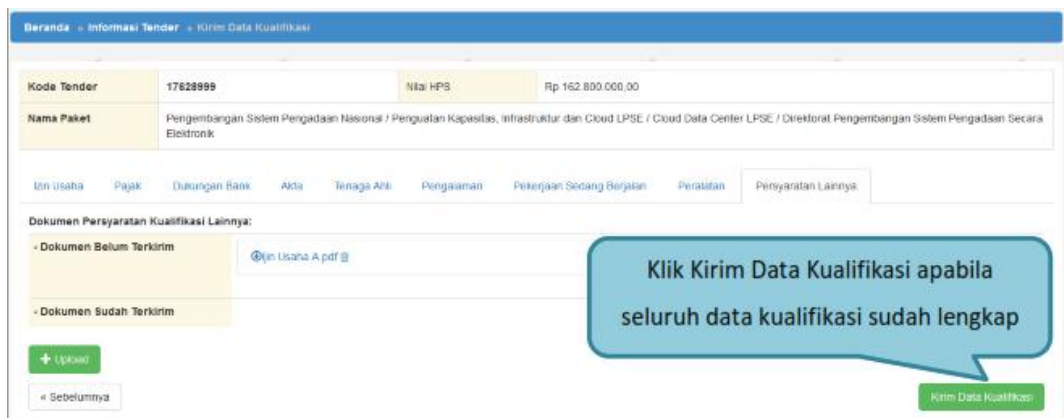 Beranda » Informasi Tender » Kirim Data Kualifikasi
Kode Tender 17628999 Nilai HPS Rp 162.800.000,00
Nama Paket Pengembangan Sistem Pengadaan Nasional / Penguatan Kapasitas, Infrastruktur dan Cloud LPSE / Cloud Data Center LPSE / Direktorat Pengembangan Sistem Pengadaan Secara
Elektronik
Izin Usaha Pajak Dukungan Bank Akta Tenaga Ahli Pengalaman Pekerjaan Sedang Berjalan Peralatan Persyaratan Lainnya
Dokumen Persyaratan Kualifikasi Lainnya:
- Dokumen Belum Terkirim Ijin Usaha A.pdf
- Dokumen Sudah Terkirim
Klik Kirim Data Kualifikasi apabila
seluruh data kualifikasi sudah lengkap
+ Upload
« Sebelumnya Kirim Data Kualifikasi